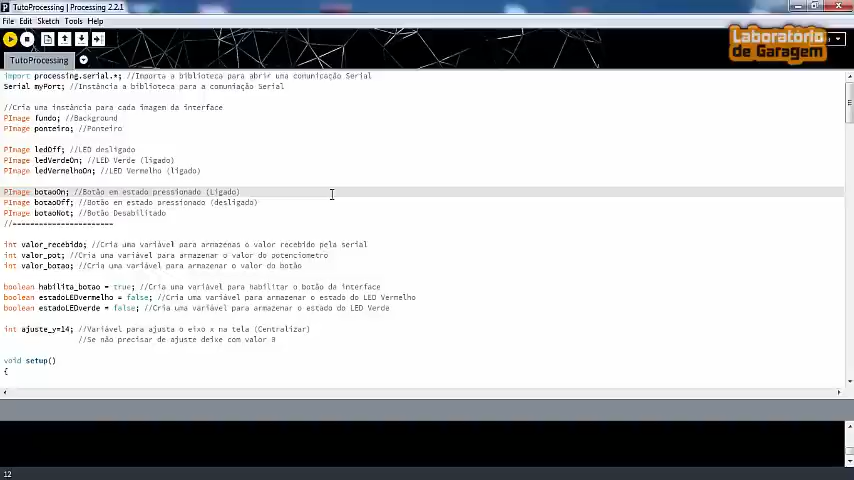 TutoProcessing | Processing 2.2.1
File Edit Sketch Tools Help
Laboratório
de Garagem
TutoProcessing
import processing.serial.*; //Importa a biblioteca para abrir uma comunicação Serial
Serial myPort; //Instância a biblioteca para a comuniação Serial
//Cria uma instância para cada imagem da interface
PImage fundo; //Background
PImage ponteiro; //Ponteiro
PImage ledOff; //LED desligado
PImage ledVerdeOn; //LED Verde (ligado)
PImage ledVermelhoOn; //LED Vermelho (ligado)
PImage botaoOn; //Botão em estado pressionado (Ligado)
PImage botaoOff; //Botão em estado pressionado (desligado)
PImage botaoNot; //Botão Desabilitado
//=======================
int valor_recebido; //Cria uma variável para armazenas o valor recebido pela serial
int valor_pot; //Cria uma variável para armazenar o valor do potenciometro
int valor_botao; //Cria uma variável para armazenar o valor do botão
boolean habilita_botao = true; //Cria uma variável para habilitar o botão da interface
boolean estadoLEDvermelho = false; //Cria uma variável para armazenar o estado do LED Vermelho
boolean estadoLEDverde = false; //Cria uma variável para armazenar o estado do LED Verde
int ajuste_y=14; //Variável para ajusta o eixo x na tela (Centralizar)
//Se não precisar de ajuste deixe com valor 0
void setup()
{
12